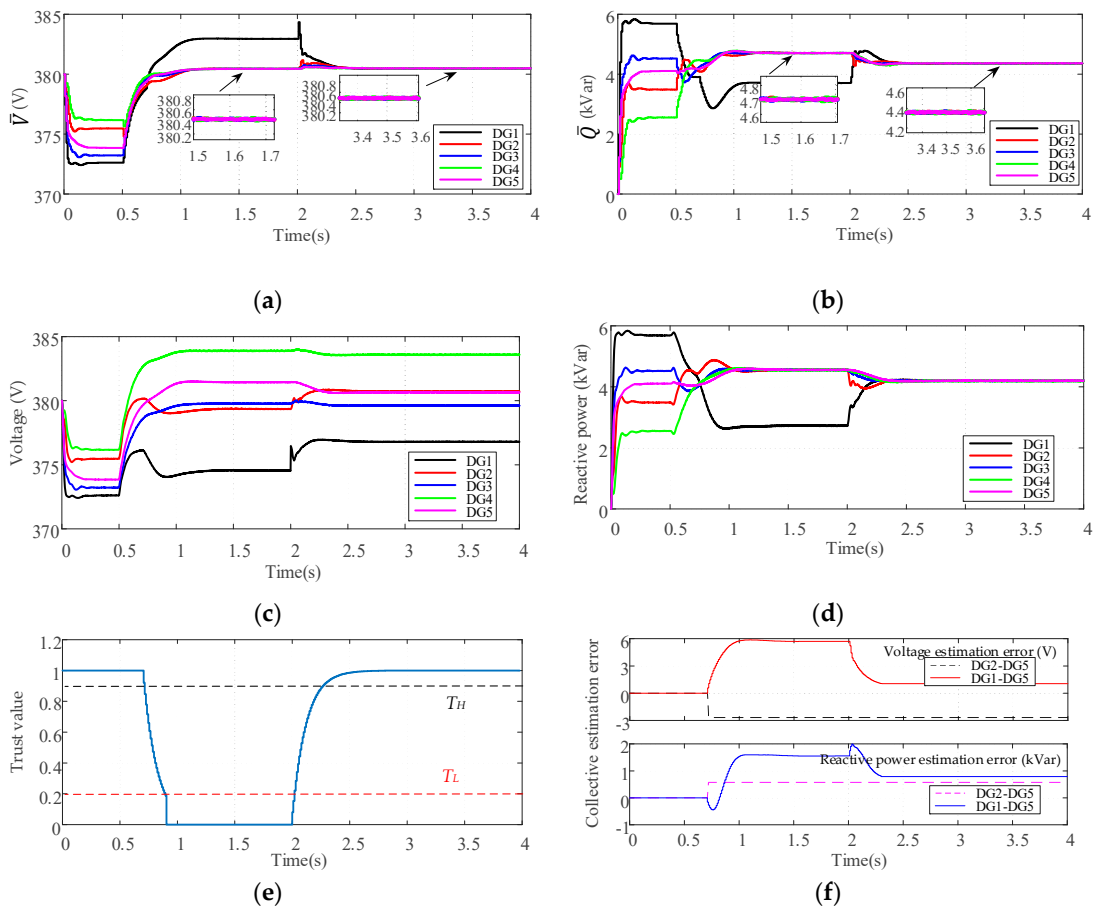 385
380
375
370
V̅ (V)
380.8
380.6
380.4
380.2
1.5 1.6 1.7
380.8
380.6
380.4
380.2
3.4 3.5 3.6
DG1
DG2
DG3
DG4
DG5
0 0.5 1 1.5 2 2.5 3 3.5 4
Time(s)
(a)
6
4
2
0
Q̅ (kVar)
4.8
4.7
4.6
1.5 1.6 1.7
4.6
4.4
4.2
3.4 3.5 3.6
DG1
DG2
DG3
DG4
DG5
0 0.5 1 1.5 2 2.5 3 3.5 4
Time(s)
(b)
385
380
375
370
Voltage (V)
DG1
DG2
DG3
DG4
DG5
0 0.5 1 1.5 2 2.5 3 3.5 4
Time(s)
(c)
6
4
2
0
Reactive power (kVar)
DG1
DG2
DG3
DG4
DG5
0 0.5 1 1.5 2 2.5 3 3.5 4
Time(s)
(d)
1.2
1
0.8
0.6
0.4
0.2
0
Trust value
TH
TL
0 0.5 1 1.5 2 2.5 3 3.5 4
Time(s)
(e)
Collective estimation error
6
3
0
-3
Voltage estimation error (V)
DG2-DG5
DG1-DG5
2
1
0
-1
Reactive power estimation error (kVar)
DG2-DG5
DG1-DG5
0 0.5 1 1.5 2 2.5 3 3.5 4
Time(s)
(f)